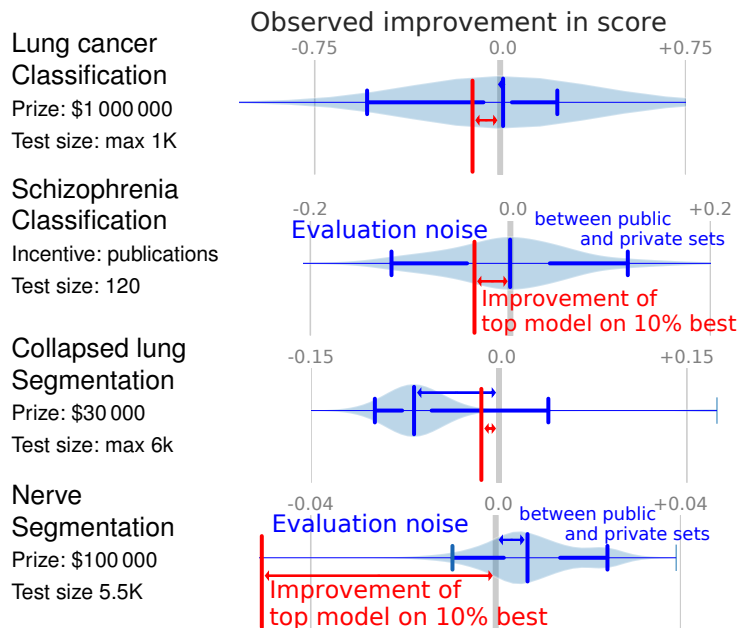 Observed improvement in score
Lung cancer
Classification
Prize: $1 000 000
Test size: max 1K
-0.75 0.0 +0.75
Schizophrenia
Classification
Incentive: publications
Test size: 120
-0.2 0.0 +0.2
Evaluation noise
between public
and private sets
Improvement of
top model on 10% best
Collapsed lung
Segmentation
Prize: $30 000
Test size: max 6k
-0.15 0.0 +0.15
Nerve
Segmentation
Prize: $100 000
Test size 5.5K
-0.04 0.0 +0.04
Evaluation noise
between public
and private sets
Improvement of
top model on 10% best